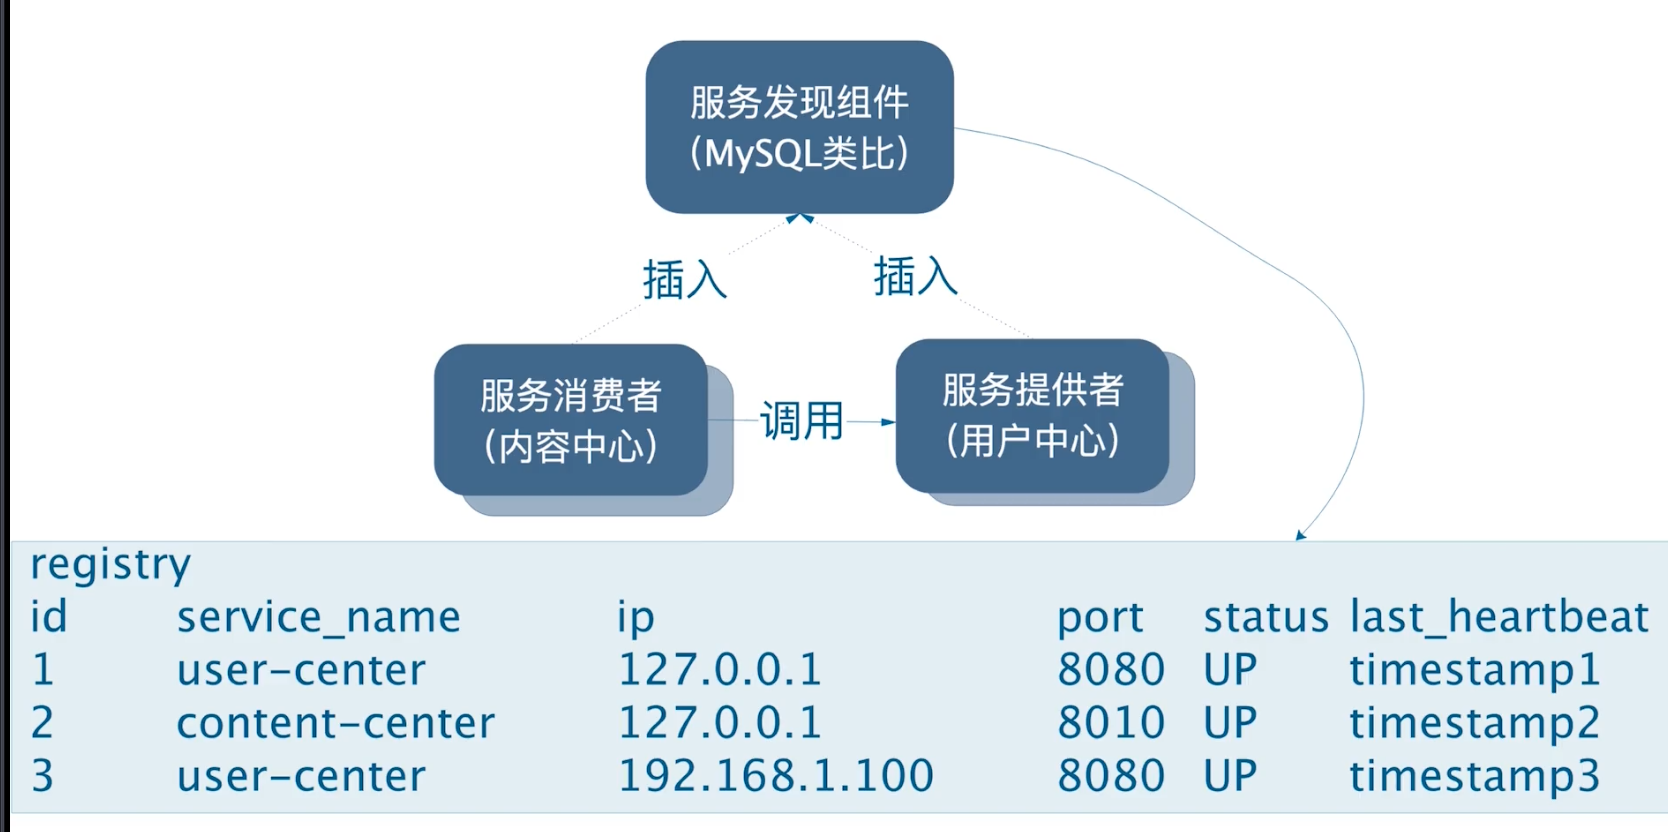 服务发现组件
(MySQL类比)
插入
插入
服务消费者
(内容中心)
调用
服务提供者
(用户中心)
registry
id service_name ip port status last_heartbeat
1 user-center 127.0.0.1 8080 UP timestamp1
2 content-center 127.0.0.1 8010 UP timestamp2
3 user-center 192.168.1.100 8080 UP timestamp3